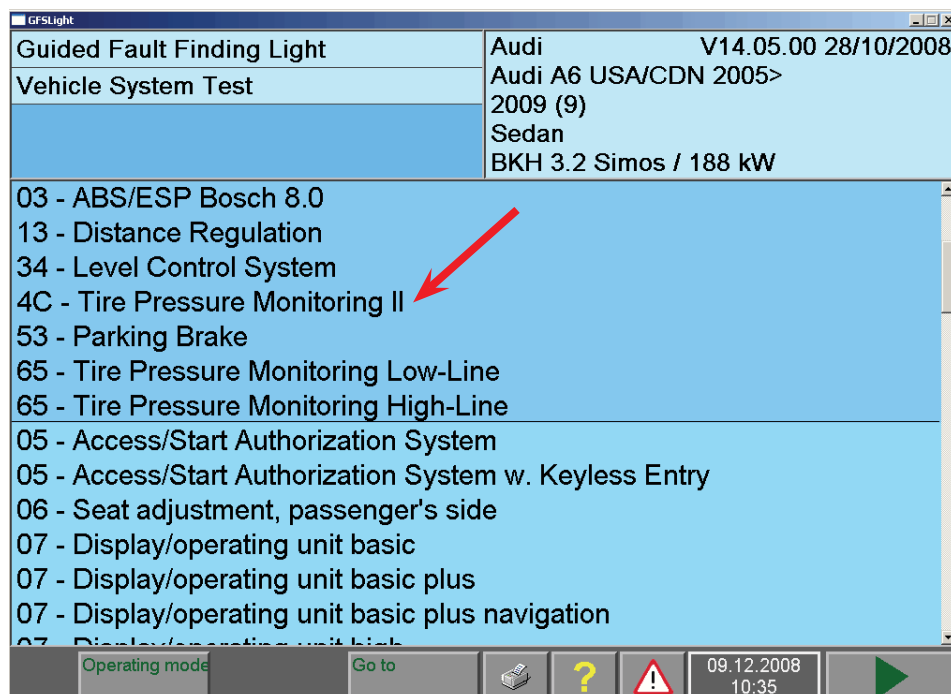 GFSLight
Guided Fault Finding Light
Vehicle System Test
Audi V14.05.00 28/10/2008
Audi A6 USA/CDN 2005>
2009 (9)
Sedan
BKH 3.2 Simos / 188 kW
03 - ABS/ESP Bosch 8.0
13 - Distance Regulation
34 - Level Control System
4C - Tire Pressure Monitoring II
53 - Parking Brake
65 - Tire Pressure Monitoring Low-Line
65 - Tire Pressure Monitoring High-Line
05 - Access/Start Authorization System
05 - Access/Start Authorization System w. Keyless Entry
06 - Seat adjustment, passenger's side
07 - Display/operating unit basic
07 - Display/operating unit basic plus
07 - Display/operating unit basic plus navigation
07 - Display/operating unit high
Operating mode
Go to
?
!
09.12.2008
10:35